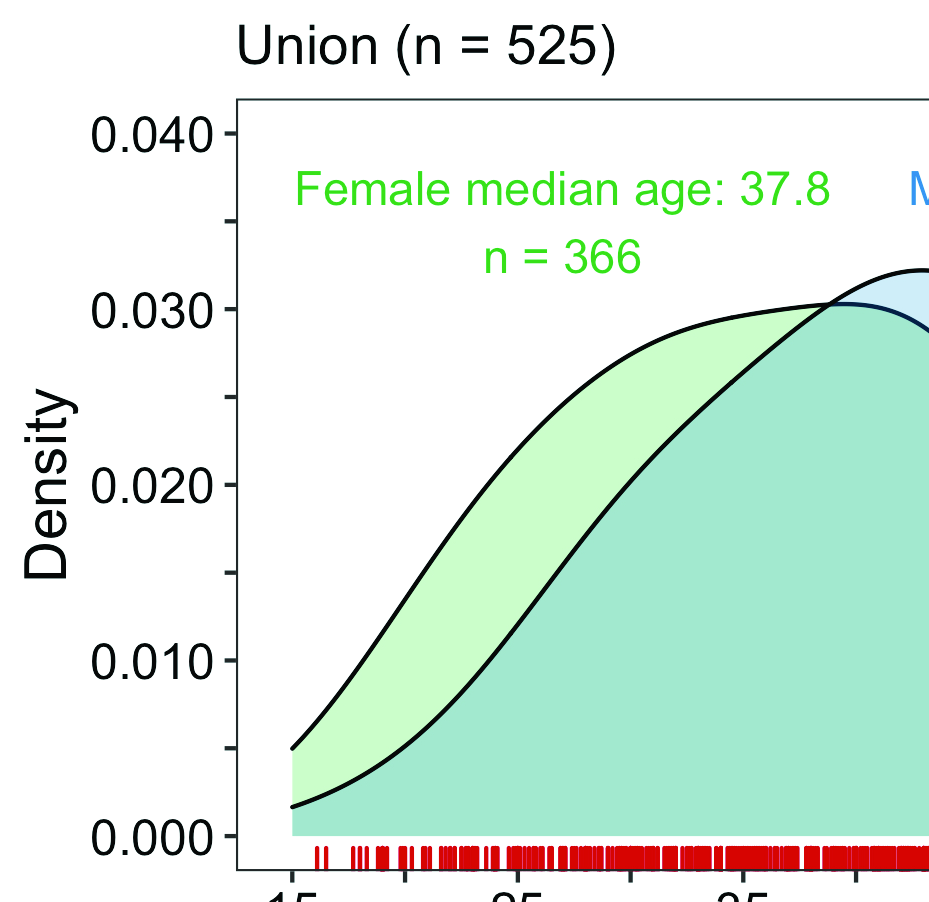 Union (n = 525)
0.040
Female median age: 37.8
n = 366
0.030
Density
0.020
0.010
0.000